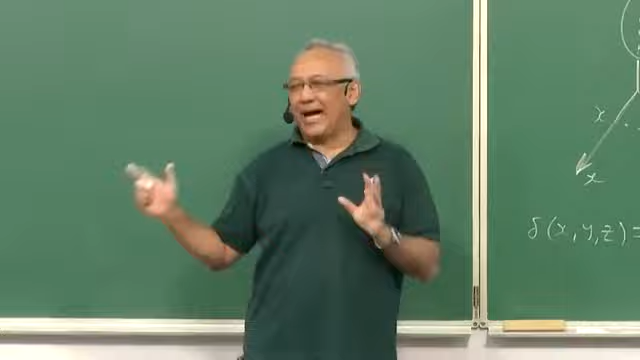 x
x
δ(x,y,z)=